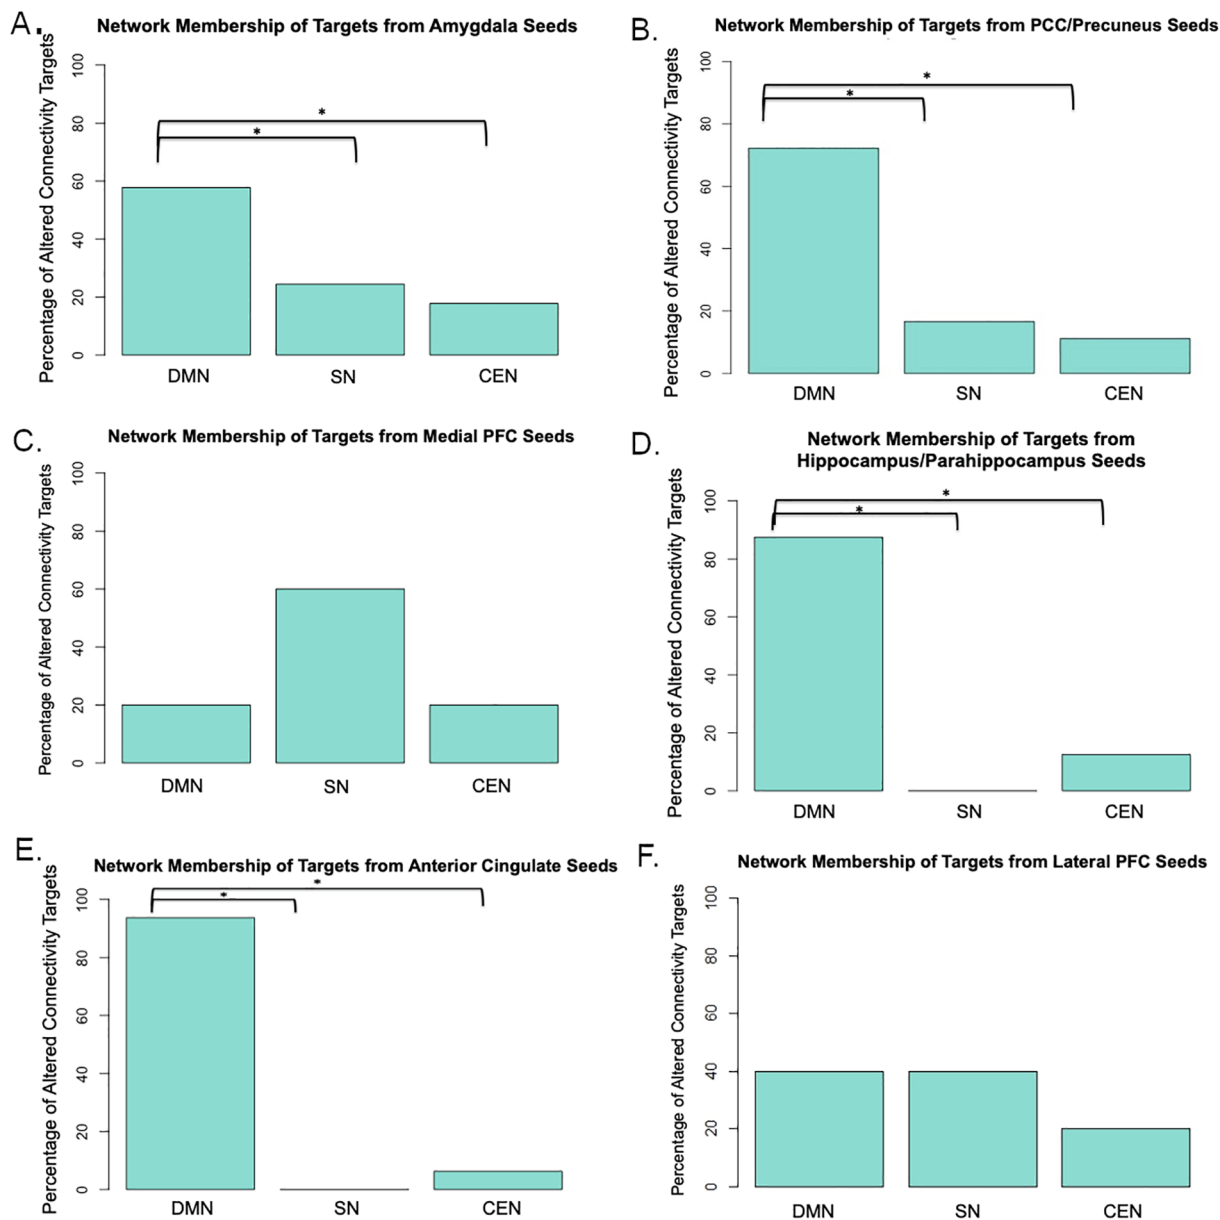 A.
Network Membership of Targets from Amygdala Seeds
Percentage of Altered Connectivity Targets
100
80
60
40
20
0
*
*
DMN SN CEN
B.
Network Membership of Targets from PCC/Precuneus Seeds
Percentage of Altered Connectivity Targets
100
80
60
40
20
0
*
*
DMN SN CEN
C.
Network Membership of Targets from Medial PFC Seeds
Percentage of Altered Connectivity Targets
100
80
60
40
20
0
DMN SN CEN
D.
Network Membership of Targets from
Hippocampus/Parahippocampus Seeds
Percentage of Altered Connectivity Targets
100
80
60
40
20
0
*
*
DMN SN CEN
E.
Network Membership of Targets from Anterior Cingulate Seeds
Percentage of Altered Connectivity Targets
100
80
60
40
20
0
*
*
DMN SN CEN
F.
Network Membership of Targets from Lateral PFC Seeds
Percentage of Altered Connectivity Targets
100
80
60
40
20
0
DMN SN CEN